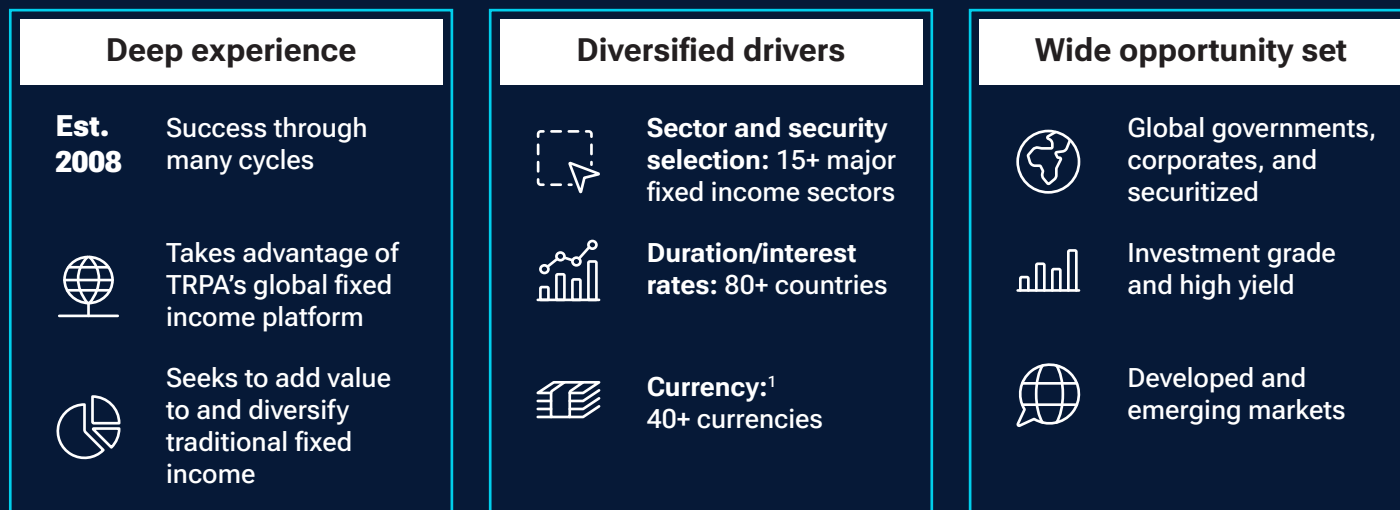 Deep experience
Est.
2008
Success through
many cycles
Takes advantage of
TRPA's global fixed
income platform
Seeks to add value
to and diversify
traditional fixed
income
Diversified drivers
Sector and security
selection: 15+ major
fixed income sectors
Duration/interest
rates: 80+ countries
Currency:¹
40+ currencies
Wide opportunity set
Global governments,
corporates, and
securitized
Investment grade
and high yield
Developed and
emerging markets